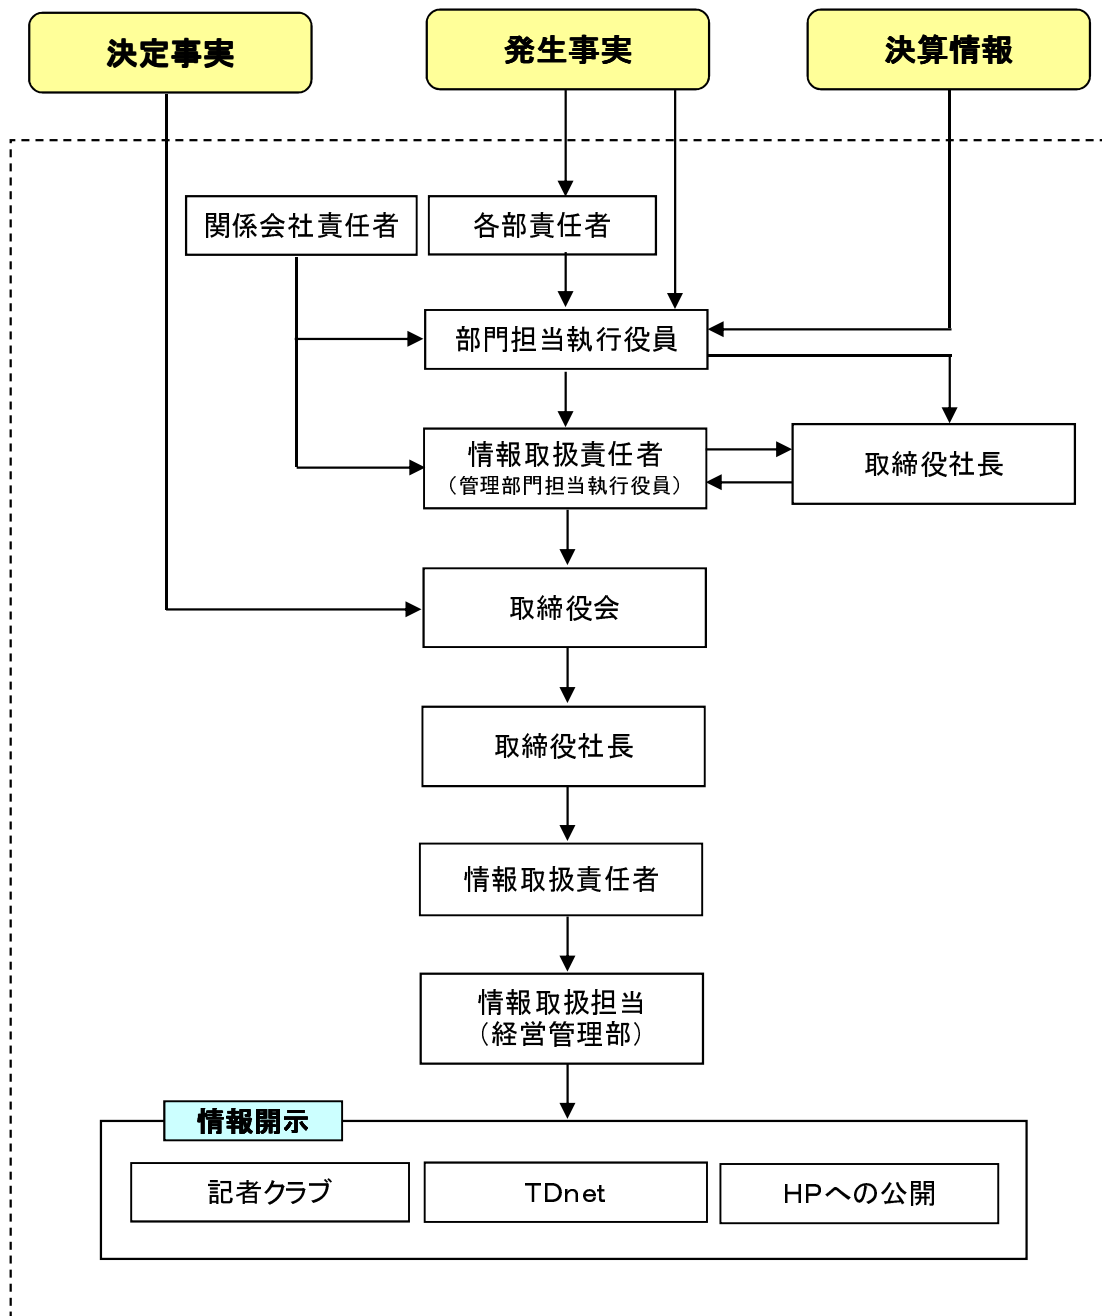 決定事実
発生事実
決算情報
関係会社責任者
各部責任者
部門担当執行役員
情報取扱責任者
（管理部門担当執行役員）
取締役社長
取締役会
取締役社長
情報取扱責任者
情報取扱担当
（経営管理部）
情報開示
記者クラブ
TDnet
HPへの公開